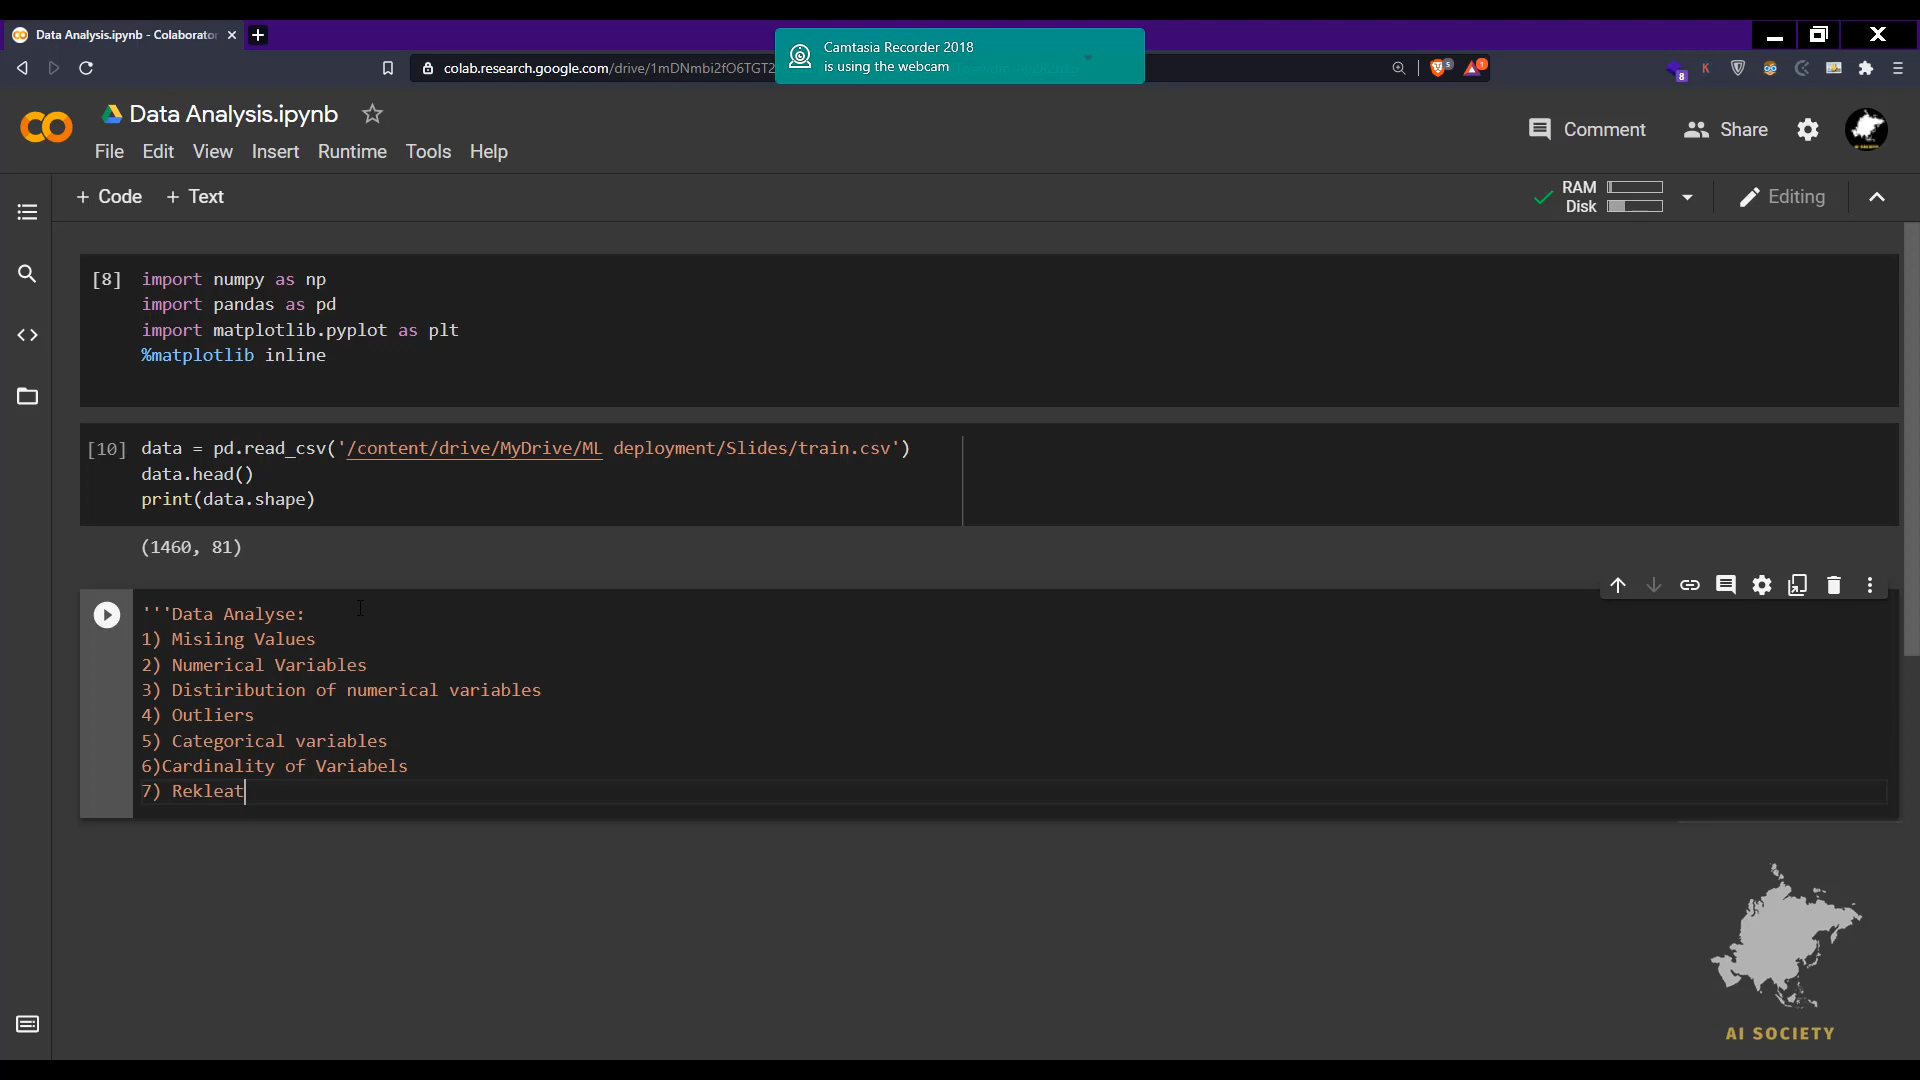 Data Analysis.ipynb - Colaborator
Camtasia Recorder 2018
is using the webcam
colab.research.google.com/drive/1mDNmbi2fO6TGT2
5
1
8
K
CO
Data Analysis.ipynb
Comment
Share
AI SOCIETY
File Edit View Insert Runtime Tools Help
+ Code + Text
RAM
Disk
Editing
[8] import numpy as np
import pandas as pd
import matplotlib.pyplot as plt
%matplotlib inline
[10] data = pd.read_csv('/content/drive/MyDrive/ML deployment/Slides/train.csv')
data.head()
print(data.shape)
(1460, 81)
'''Data Analyse:
1) Misiing Values
2) Numerical Variables
3) Distiribution of numerical variables
4) Outliers
5) Categorical variables
6)Cardinality of Variabels
7) Rekleat
AI SOCIETY